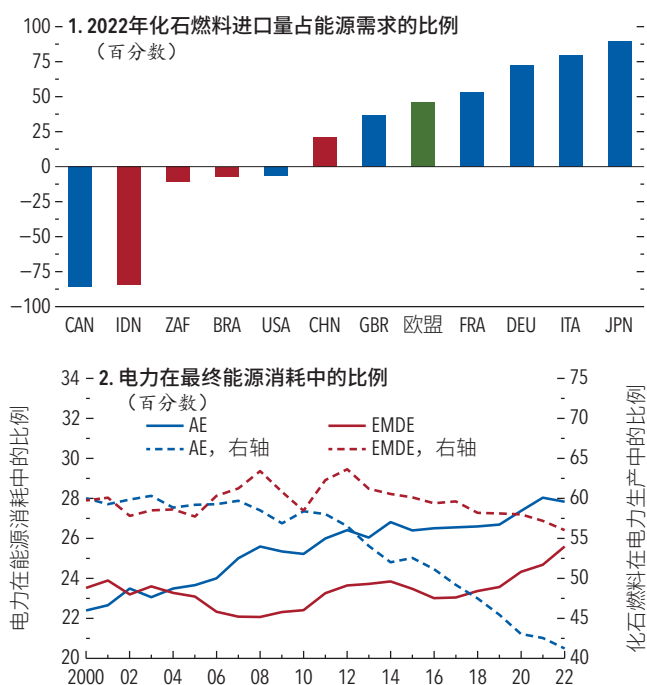 1. 2022年化石燃料进口量占能源需求的比例
（百分数）
100
75
50
25
0
−25
−50
−75
−100
CAN IDN ZAF BRA USA CHN GBR 欧盟 FRA DEU ITA JPN
2. 电力在最终能源消耗中的比例
（百分数）
AE EMDE
AE，右轴 EMDE，右轴
电力在能源消耗中的比例
34
32
30
28
26
24
22
20
75
70
65
60
55
50
45
40
化石燃料在电力生产中的比例
2000 02 04 06 08 10 12 14 16 18 20 22